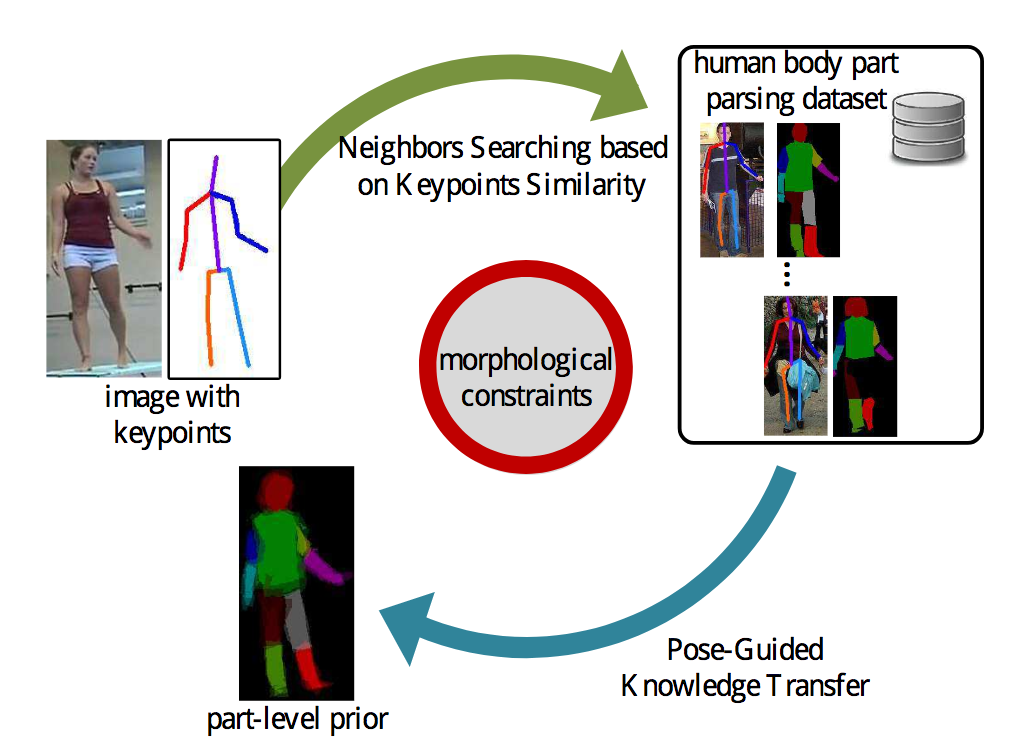 human body part
parsing dataset
Neighbors Searching based
on Keypoints Similarity
morphological
constraints
image with
keypoints
Pose-Guided
Knowledge Transfer
part-level prior